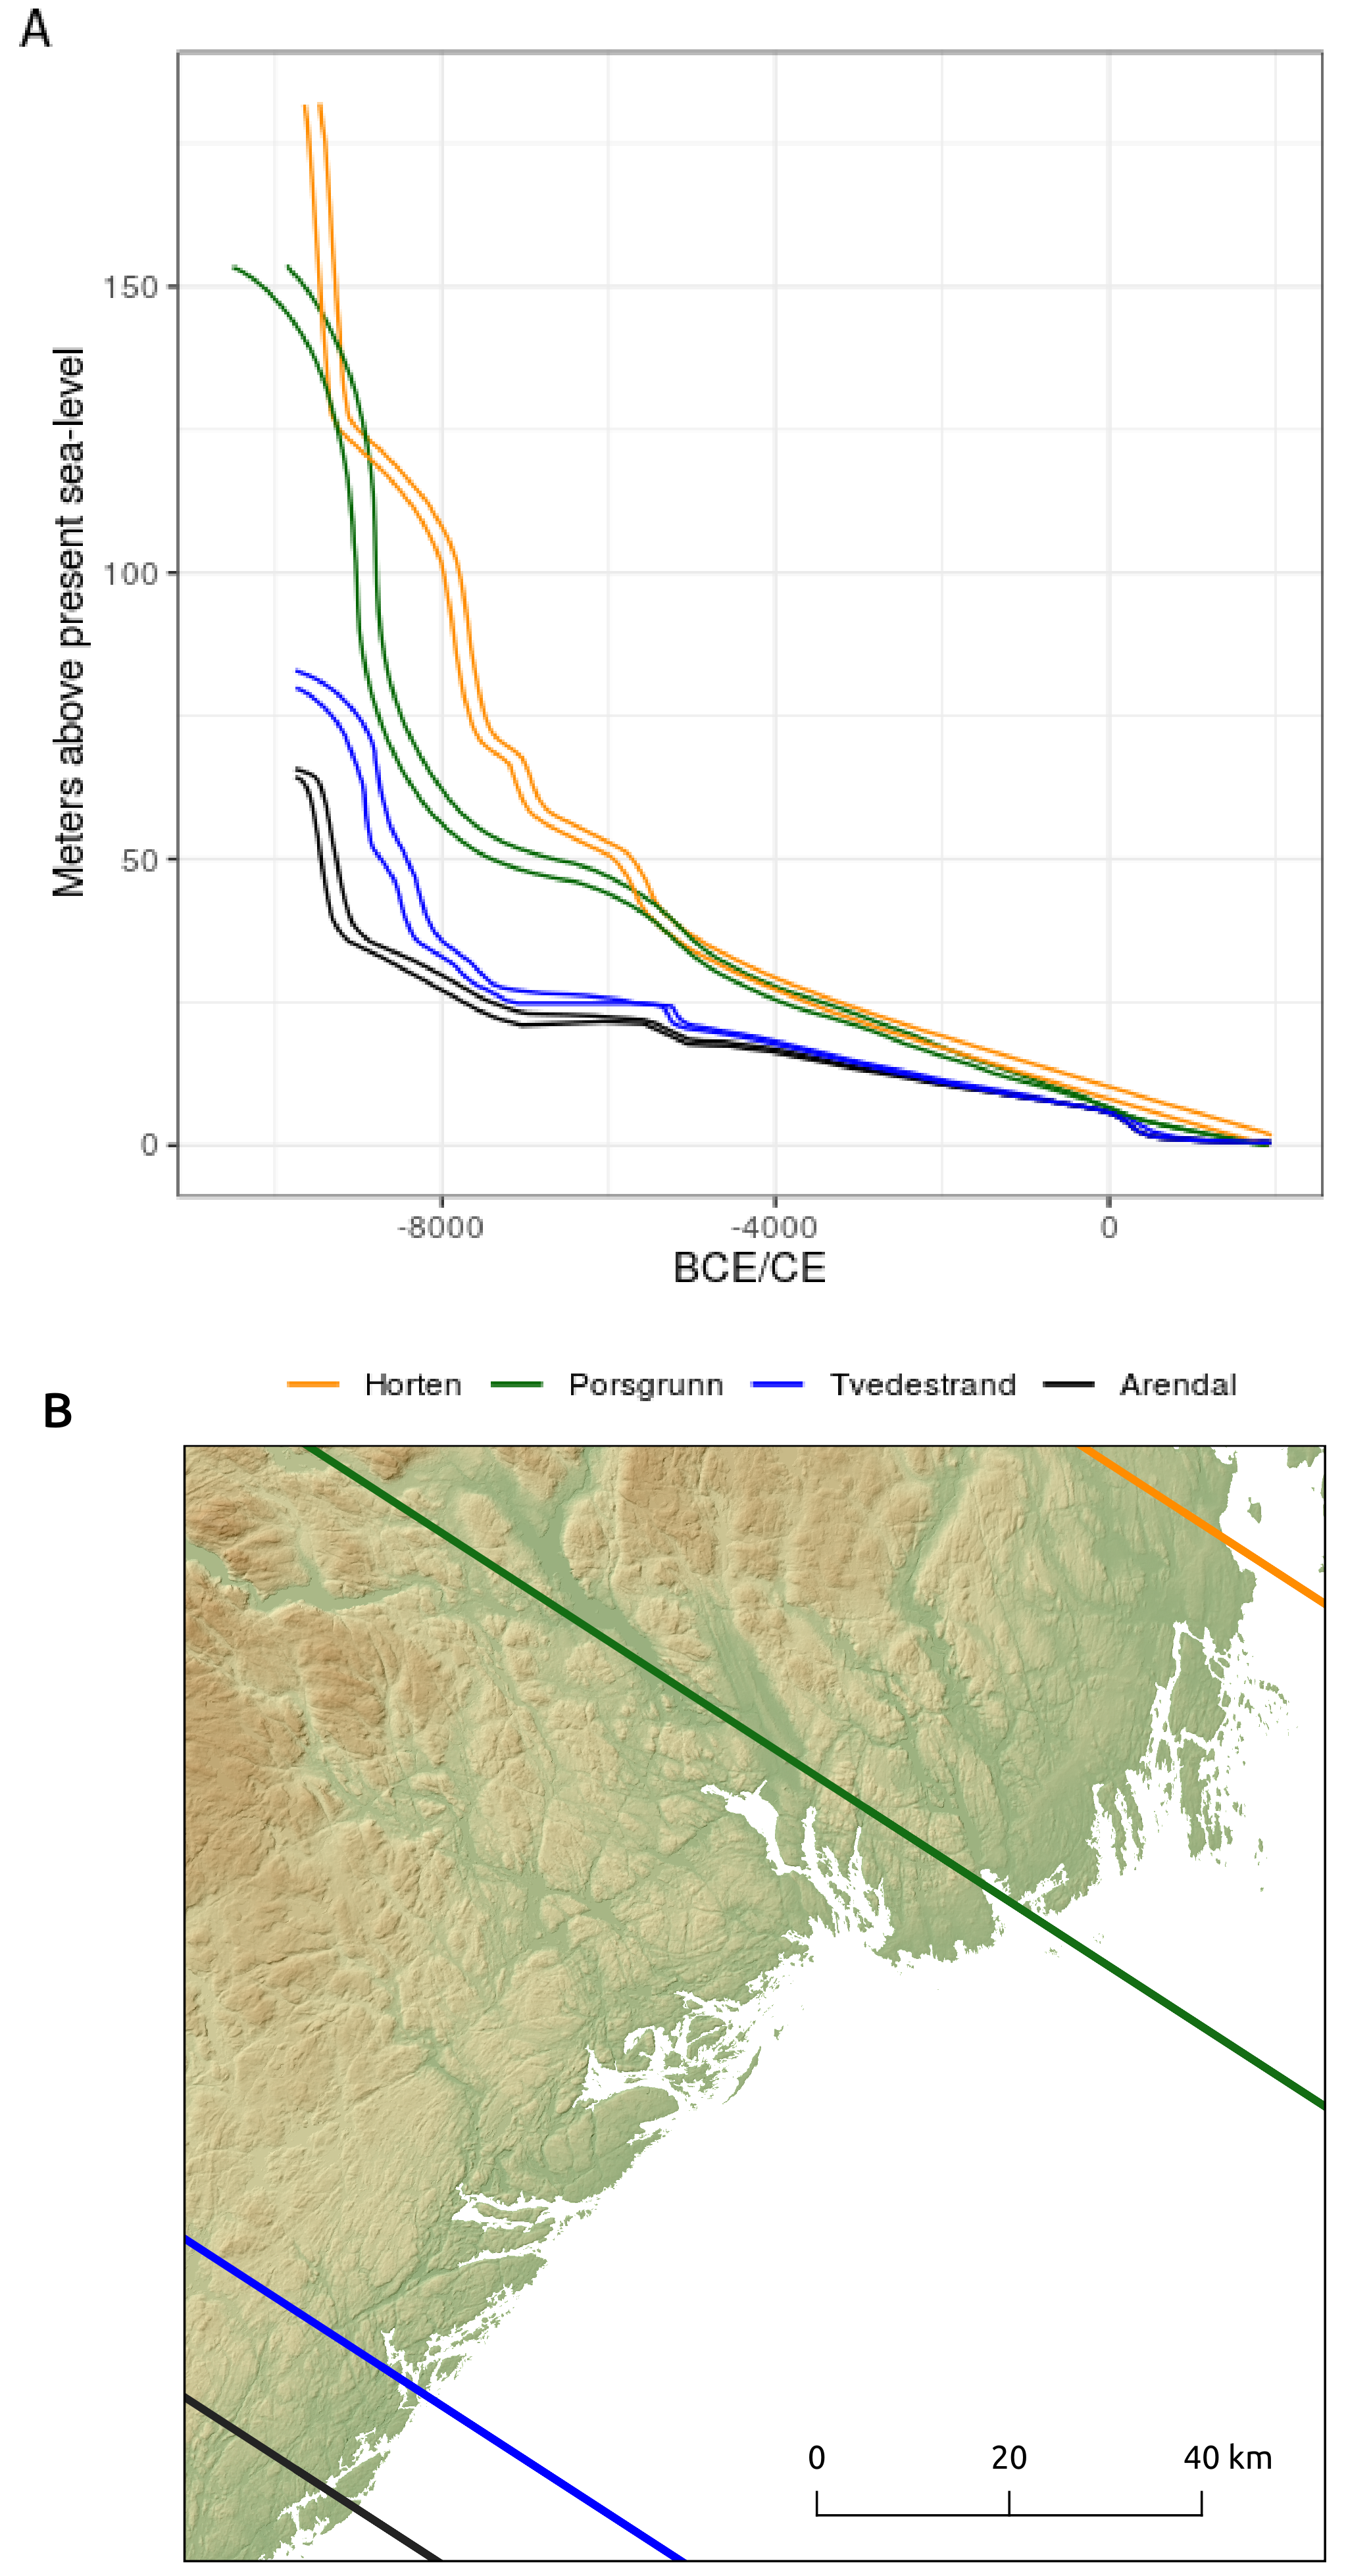 A
150
100
50
0
Meters above present sea-level
-8000 -4000 0
BCE/CE
Horten Porsgrunn Tvedestrand Arendal
B
0 20 40 km